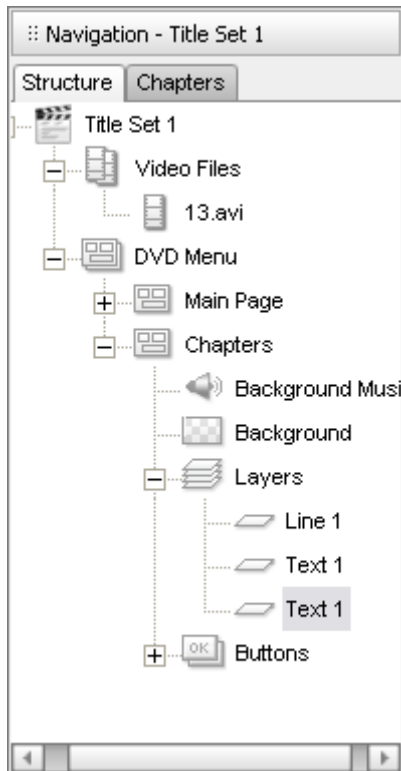 Navigation - Title Set 1
Structure Chapters
Title Set 1
Video Files
13.avi
DVD Menu
Main Page
Chapters
Background Musi
Background
Layers
Line 1
Text 1
Text 1
OK Buttons